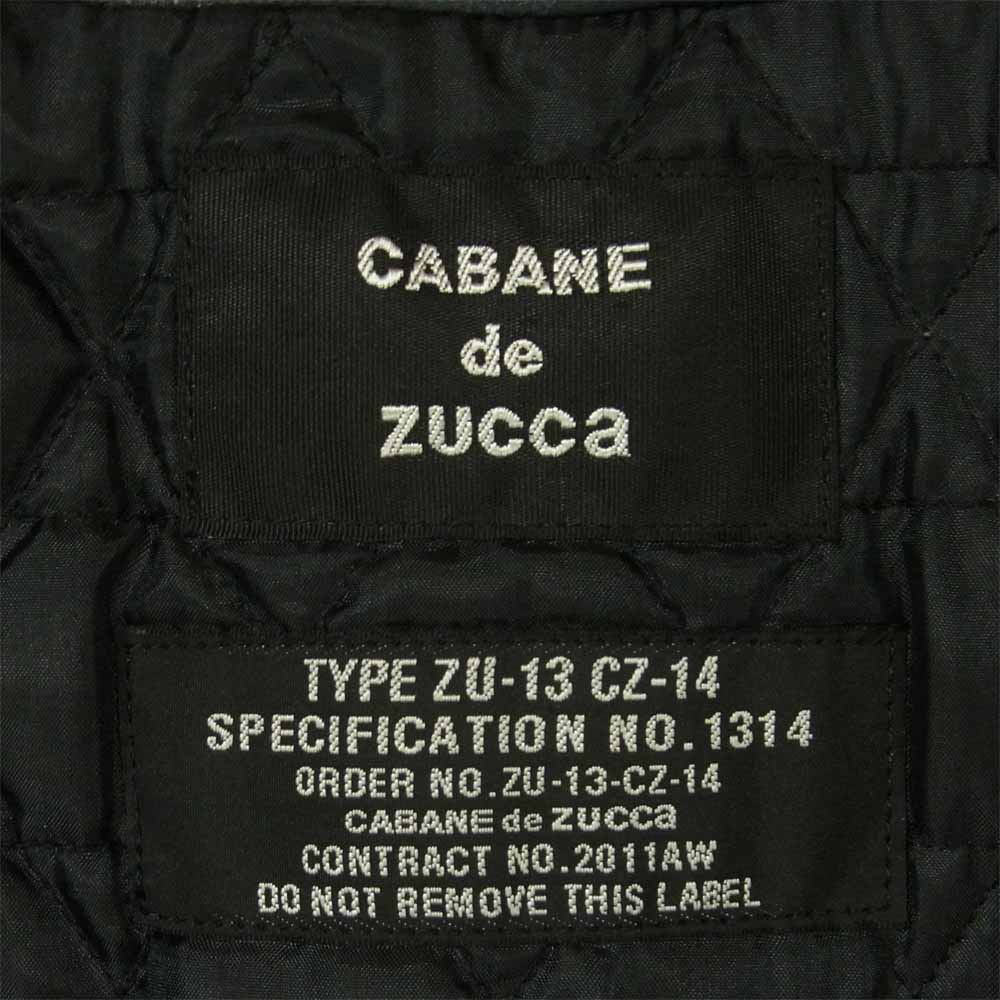 CABANE
de
ZUCCa
TYPE ZU-13 CZ-14
SPECIFICATION NO.1314
ORDER NO.ZU-13-CZ-14
CABANE de ZUCCa
CONTRACT NO.2011AW
DO NOT REMOVE THIS LABEL